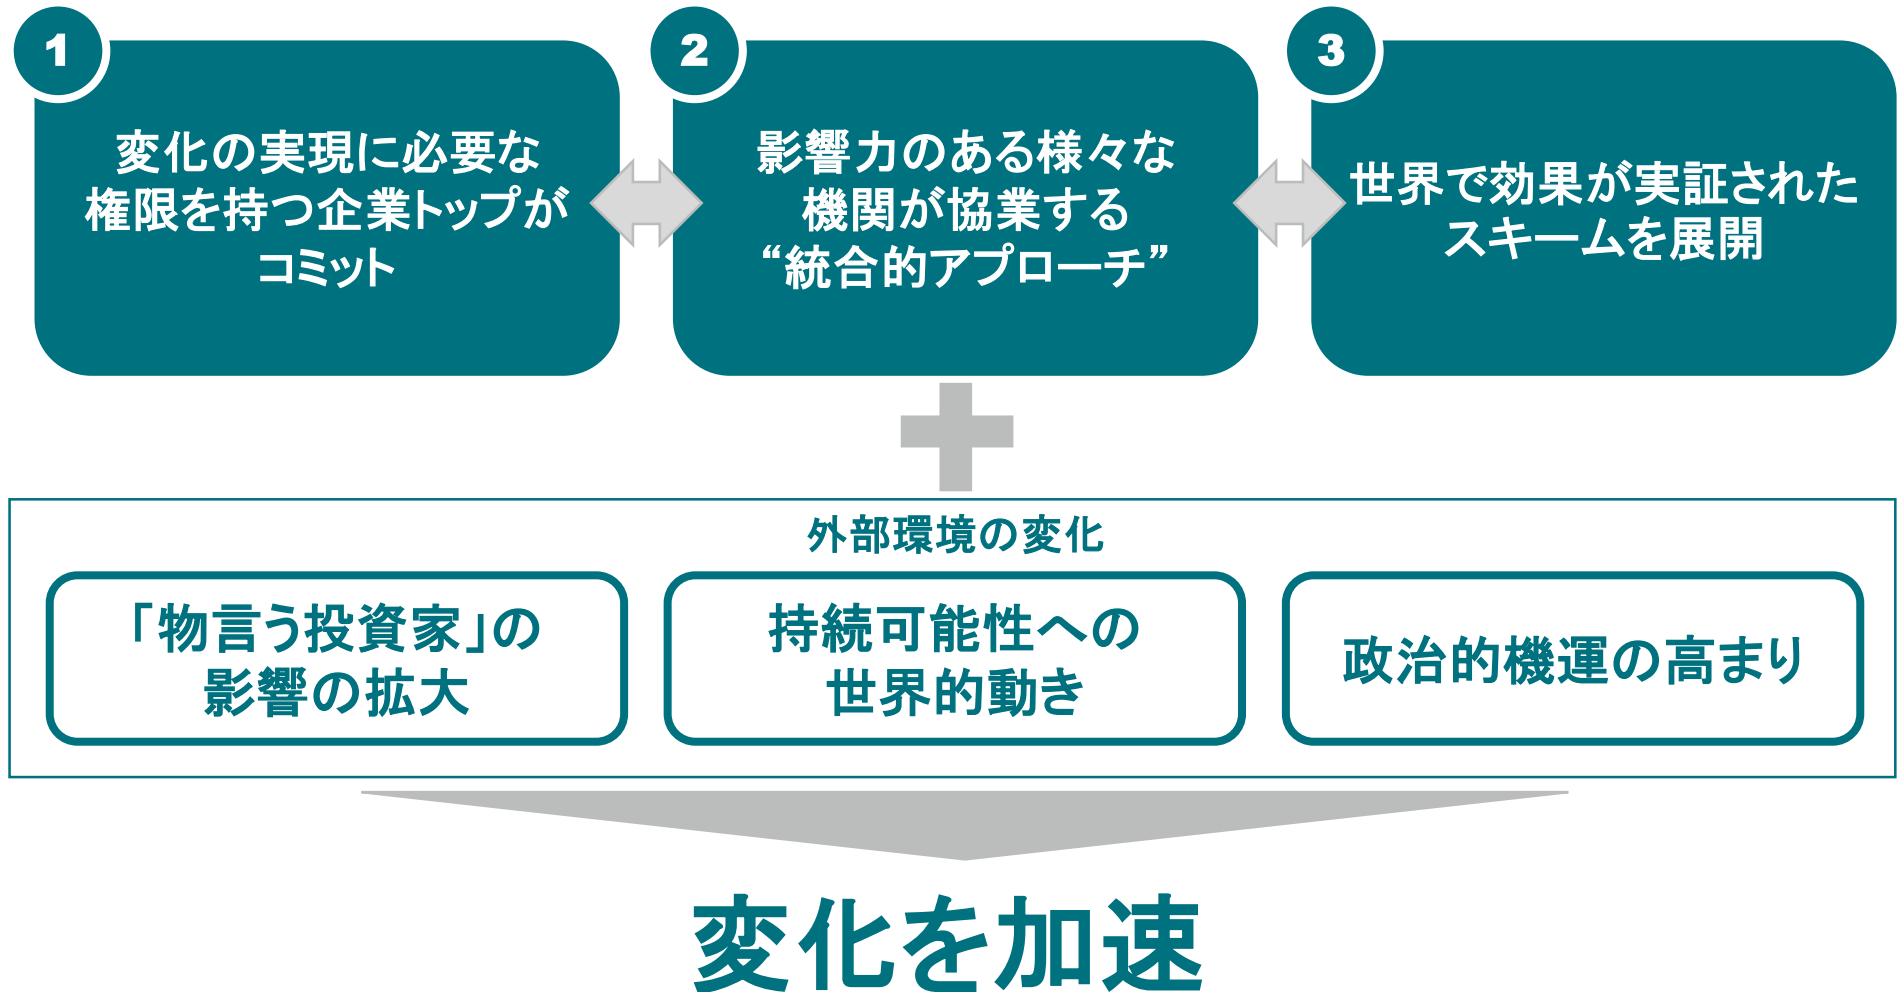 1
変化の実現に必要な
権限を持つ企業トップが
コミット
2
影響力のある様々な
機関が協業する
“統合的アプローチ”
3
世界で効果が実証された
スキームを展開
外部環境の変化
「物言う投資家」の
影響の拡大
持続可能性への
世界的動き
政治的機運の高まり
変化を加速